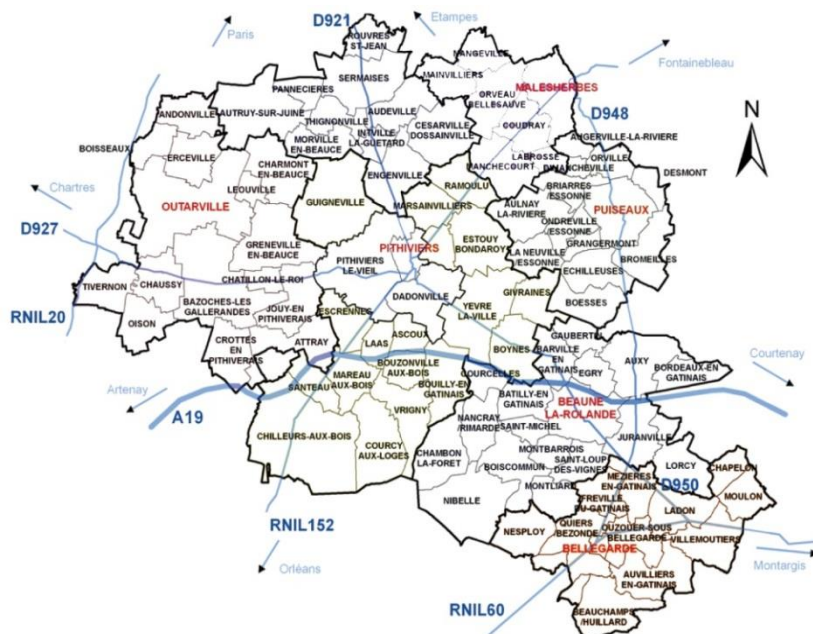 D921
Etampes
Paris
ROUVRES
ST-JEAN
NANGEVILLE
Fontainebleau
SERMAISES
MAINVILLIERS
PANNECIERES
MALESHERBES
ORVEAU
BELLESAUVE
D948
N
ANDONVILLE
AUTRUY-SUR-JUINE
AUDEVILLE
THIGNONVILLE
CESARVILLE
DOSSAINVILLE
COUDRAY
ANGERVILLE-LA-RIVIERE
BOISSEAUX
MORVILLE
EN-BEAUCE
INTVILLE
LA-GUETARD
ERCEVILLE
CHARMONT
EN-BEAUCE
LABROSSE
ORVILLE
DIMANCHEVILLE
MANCHECOURT
DESMONT
ENGENVILLE
RAMOULU
Chartres
LEOUVILLE
BRIARRES
/ESSONNE
AULNAY
LA-RIVIERE
GUIGNEVILLE
MARSAINVILLIERS
OUTARVILLE
PUISEAUX
ONDREVILLE
/ESSONNE
D927
GRENEVILLE
EN-BEAUCE
PITHIVIERS
ESTOUY
BONDAROY
GRANGERMONT
PITHIVIERS
LE-VIEIL
LA NEUVILLE
/ESSONNE
BROMEILLES
ECHILLEUSES
TIVERNON
CHAUSSY
CHATILLON-LE-ROI
DADONVILLE
GIVRAINES
BAZOCHES-LES
GALLERANDES
YEVRE
LA-VILLE
BOESSES
JOUY-EN
PITHIVERAIS
ESCRENNES
RNIL20
OISON
ASCOUX
GAUBERTEN
CROTTES
EN
PITHIVERAIS
ATTRAY
LAAS
BOYNES
BARVILLE
EN
GATINAIS
AUXY
Courtenay
BOUZONVILLE
AUX-BOIS
EGRY
BORDEAUX-EN
GATINAIS
MAREAU
AUX-BOIS
COURCELLES
SANTEAU
BOUILLY-EN
GATINAIS
BATILLY-EN
GATINAIS
BEAUNE
LA-ROLANDE
Artenay
A19
VRIGNY
NANCRAY
/RIMARDE
SAINT-MICHEL
JURANVILLE
CHILLEURS-AUX-BOIS
COURCY
AUX-LOGES
CHAMBON
LA-FORET
MONTBARROIS
SAINT-LOUP
DES-VIGNES
BOISCOMMUN
LORCY
CHAPELON
MEZIERES
EN-GATINAIS
D950
MONTLIARD
NIBELLE
FREVILLE
DU-GATINAIS
MOULON
LADON
RNIL152
NESPLOY
QUIERS
/BEZONDE
OUZOUER-SOUS
BELLEGARDE
VILLEMOUTIERS
BELLEGARDE
Montargis
Orléans
AUVILLIERS
EN-GATINAIS
RNIL60
BEAUCHAMPS
/HUILLARD